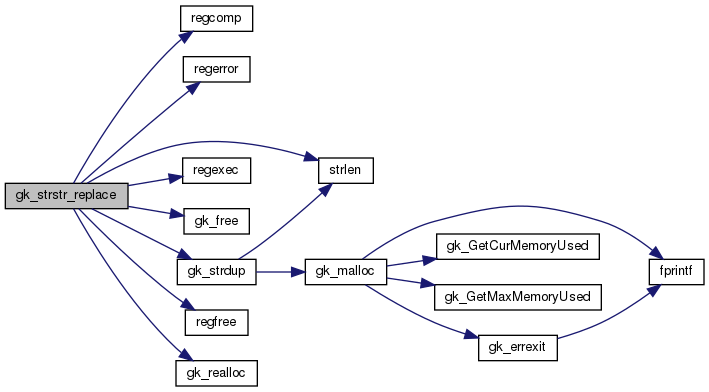 regcomp
regerror
strlen
regexec
gk_strstr_replace
gk_free
gk_GetCurMemoryUsed
gk_strdup
gk_malloc
fprintf
gk_GetMaxMemoryUsed
regfree
gk_errexit
gk_realloc